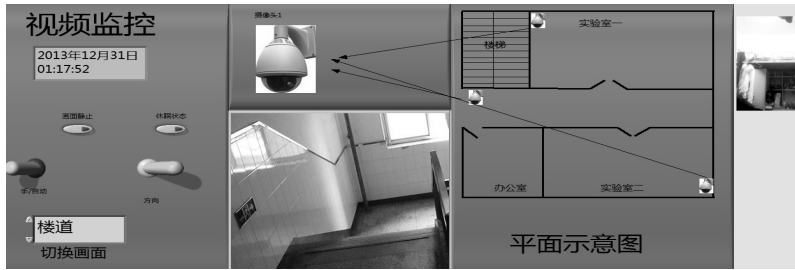 视频监控
2013年12月31日
01:17:52
画面静止
休眠状态
手/自动
方向
楼道
切换画面
摄像头1
楼梯
实验室一
办公室
实验室二
平面示意图